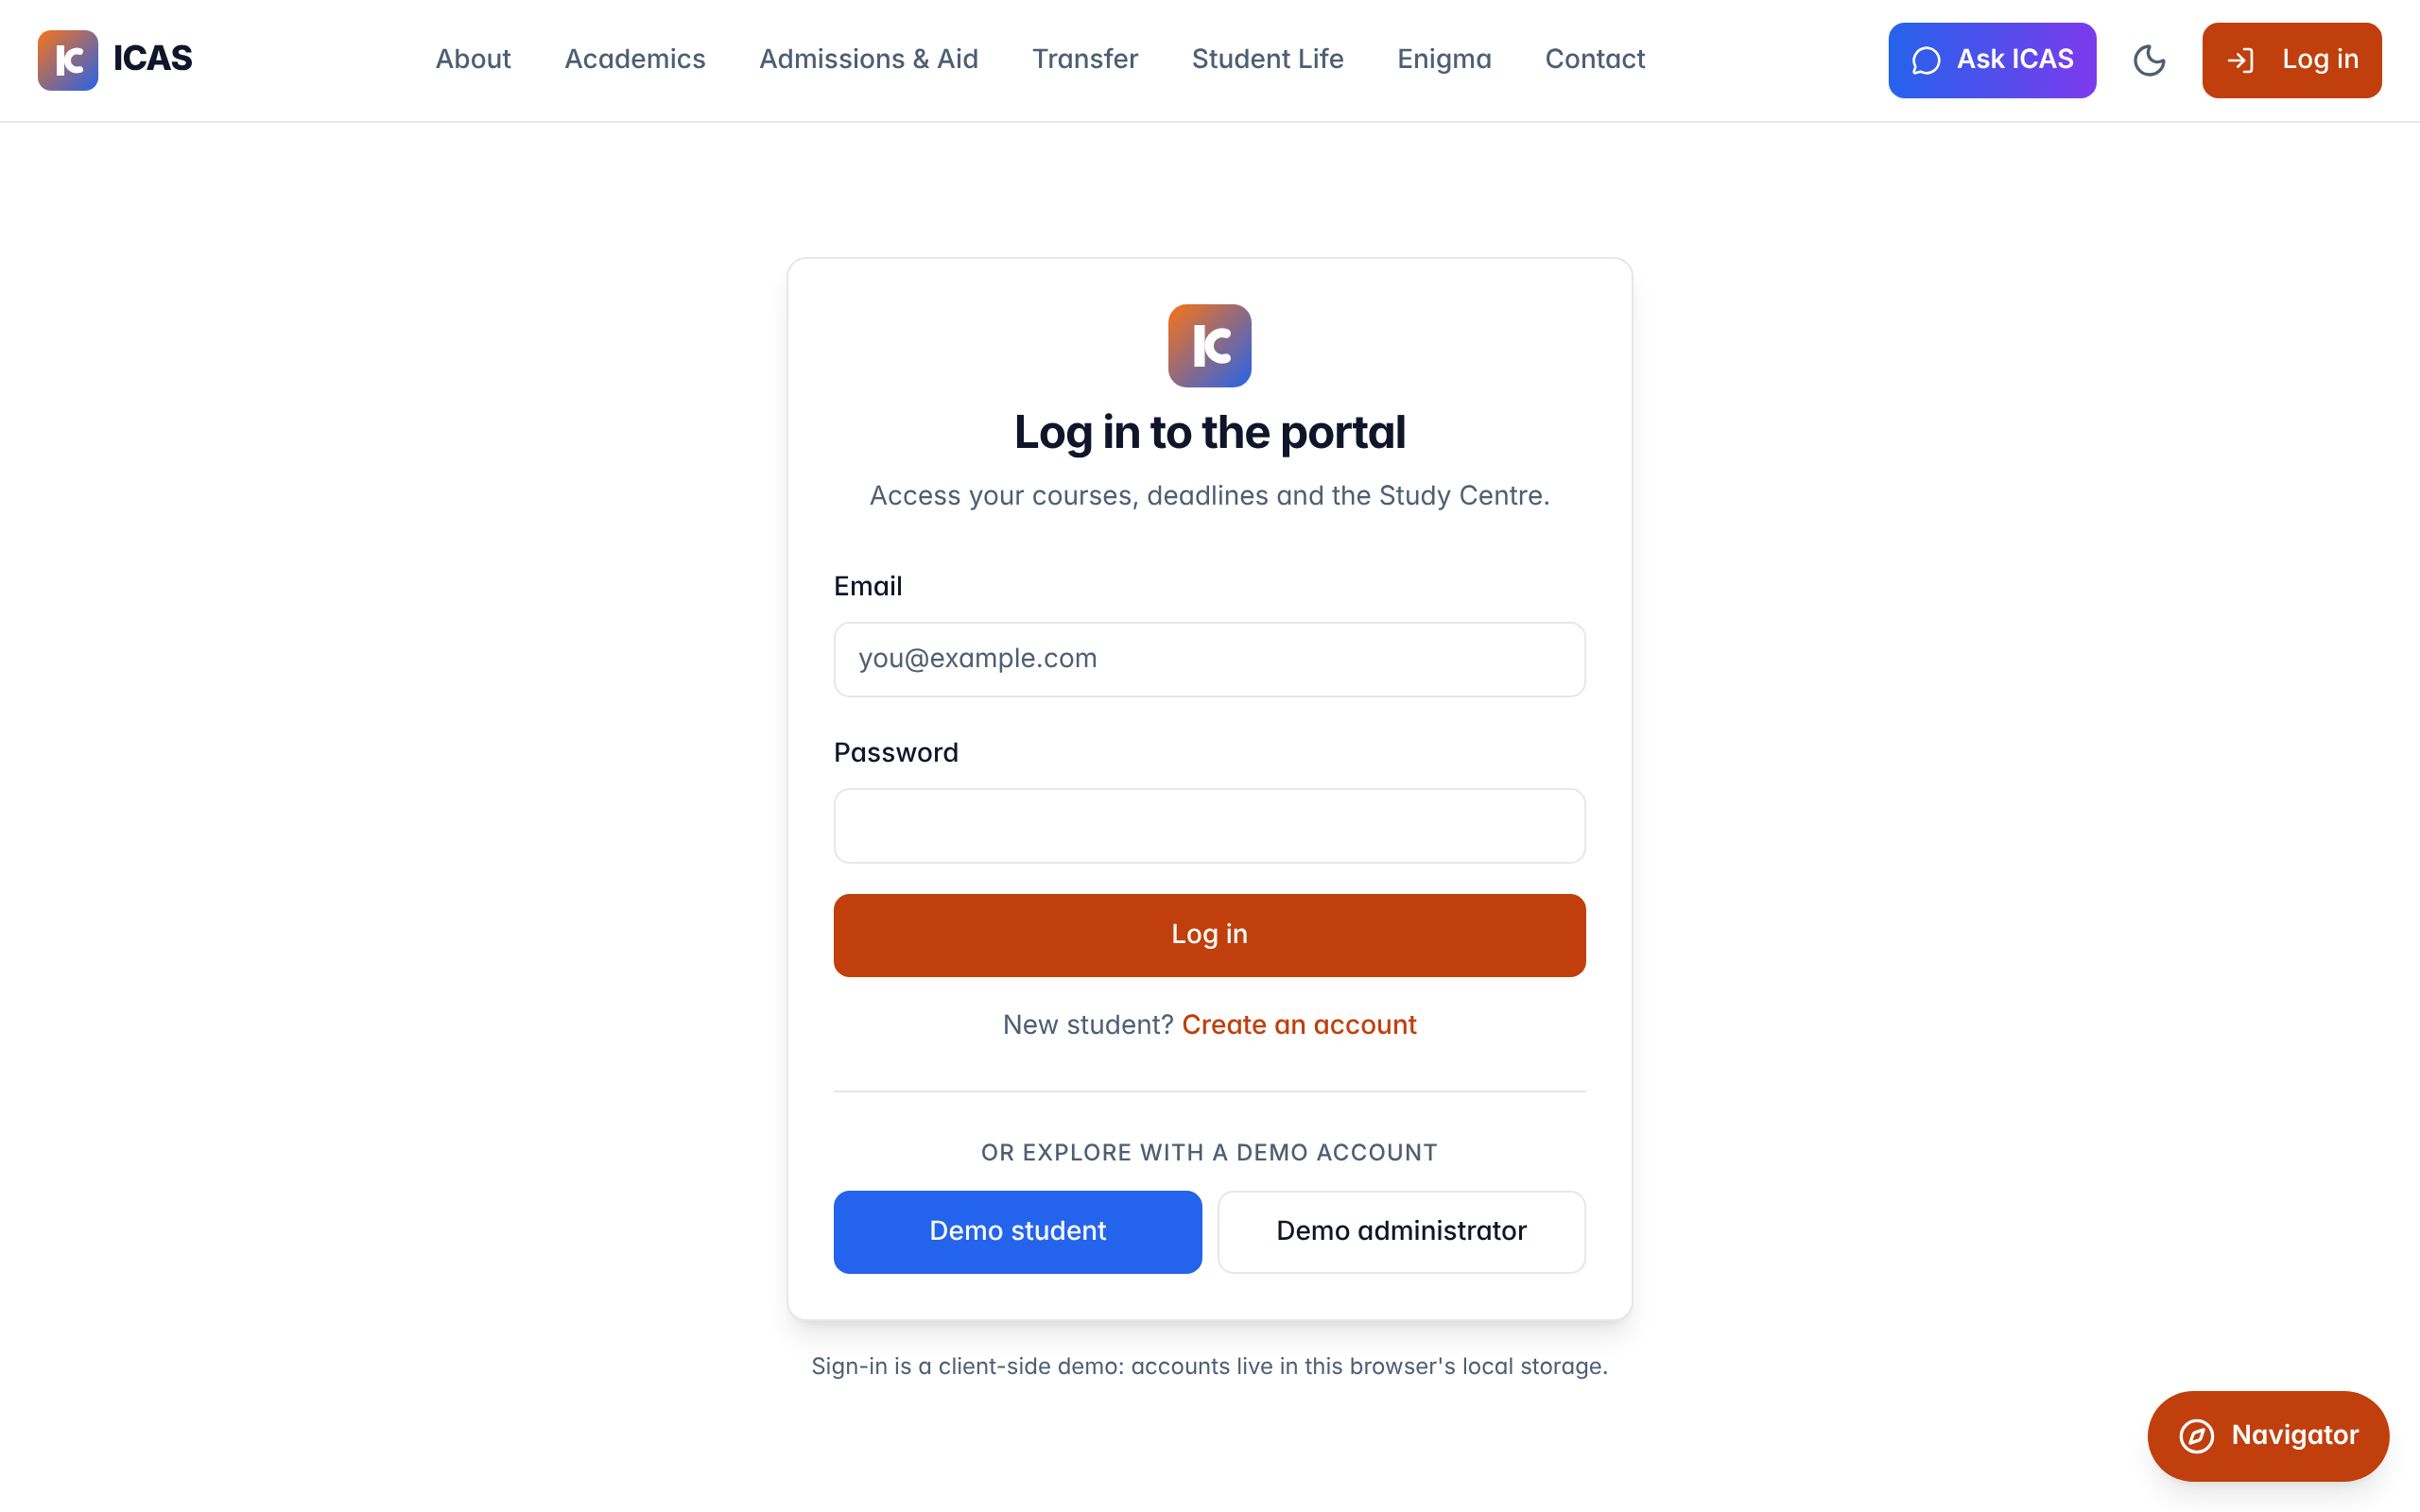 IC ICAS
About Academics Admissions & Aid Transfer Student Life Enigma Contact
Ask ICAS
Log in
IC
Log in to the portal
Access your courses, deadlines and the Study Centre.
Email
you@example.com
Password
Log in
New student? Create an account
OR EXPLORE WITH A DEMO ACCOUNT
Demo student Demo administrator
Sign-in is a client-side demo: accounts live in this browser's local storage.
Navigator